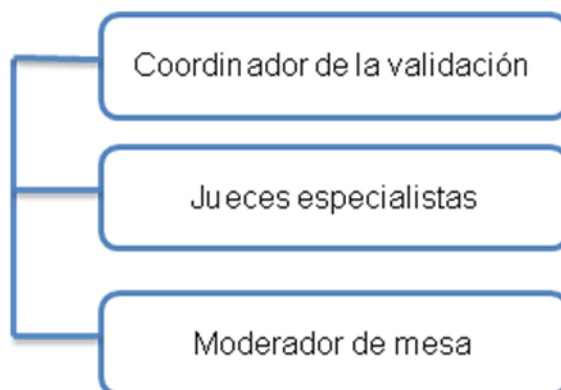 Coordinador de la validación
Jueces especialistas
Moderador de mesa